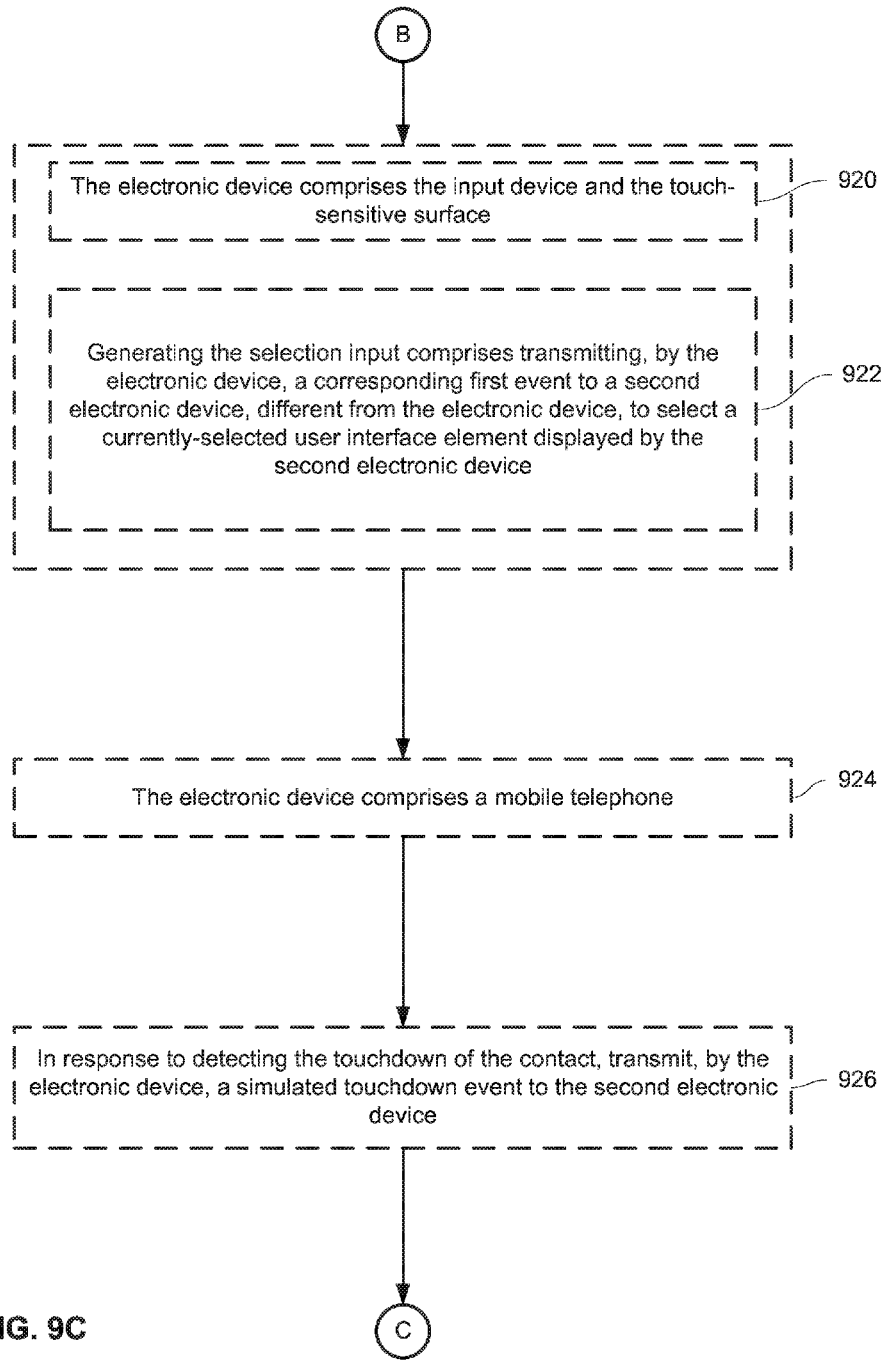 B
The electronic device comprises the input device and the touch-
sensitive surface
920
Generating the selection input comprises transmitting, by the
electronic device, a corresponding first event to a second
electronic device, different from the electronic device, to select a
currently-selected user interface element displayed by the
second electronic device
922
The electronic device comprises a mobile telephone
924
In response to detecting the touchdown of the contact, transmit, by the
electronic device, a simulated touchdown event to the second electronic
device
926
IG. 9C
C